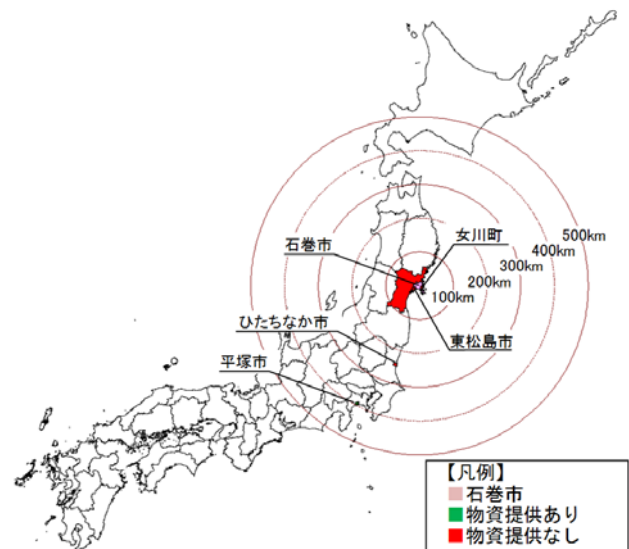 女川町
石巻市
500km
400km
300km
200km
100km
東松島市
ひたちなか市
平塚市
【凡例】
石巻市
物資提供あり
物資提供なし